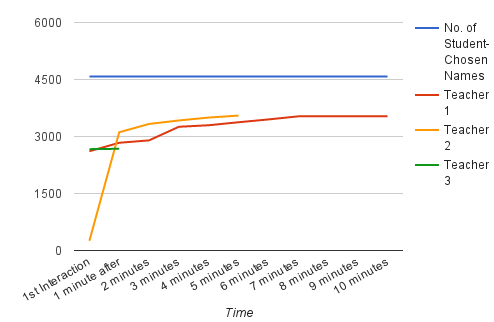 6000
4500
3000
1500
0
1st Interaction
1 minute after
2 minutes
3 minutes
4 minutes
5 minutes
6 minutes
7 minutes
8 minutes
9 minutes
10 minutes
Time
No. of
Student-
Chosen
Names
Teacher
1
Teacher
2
Teacher
3